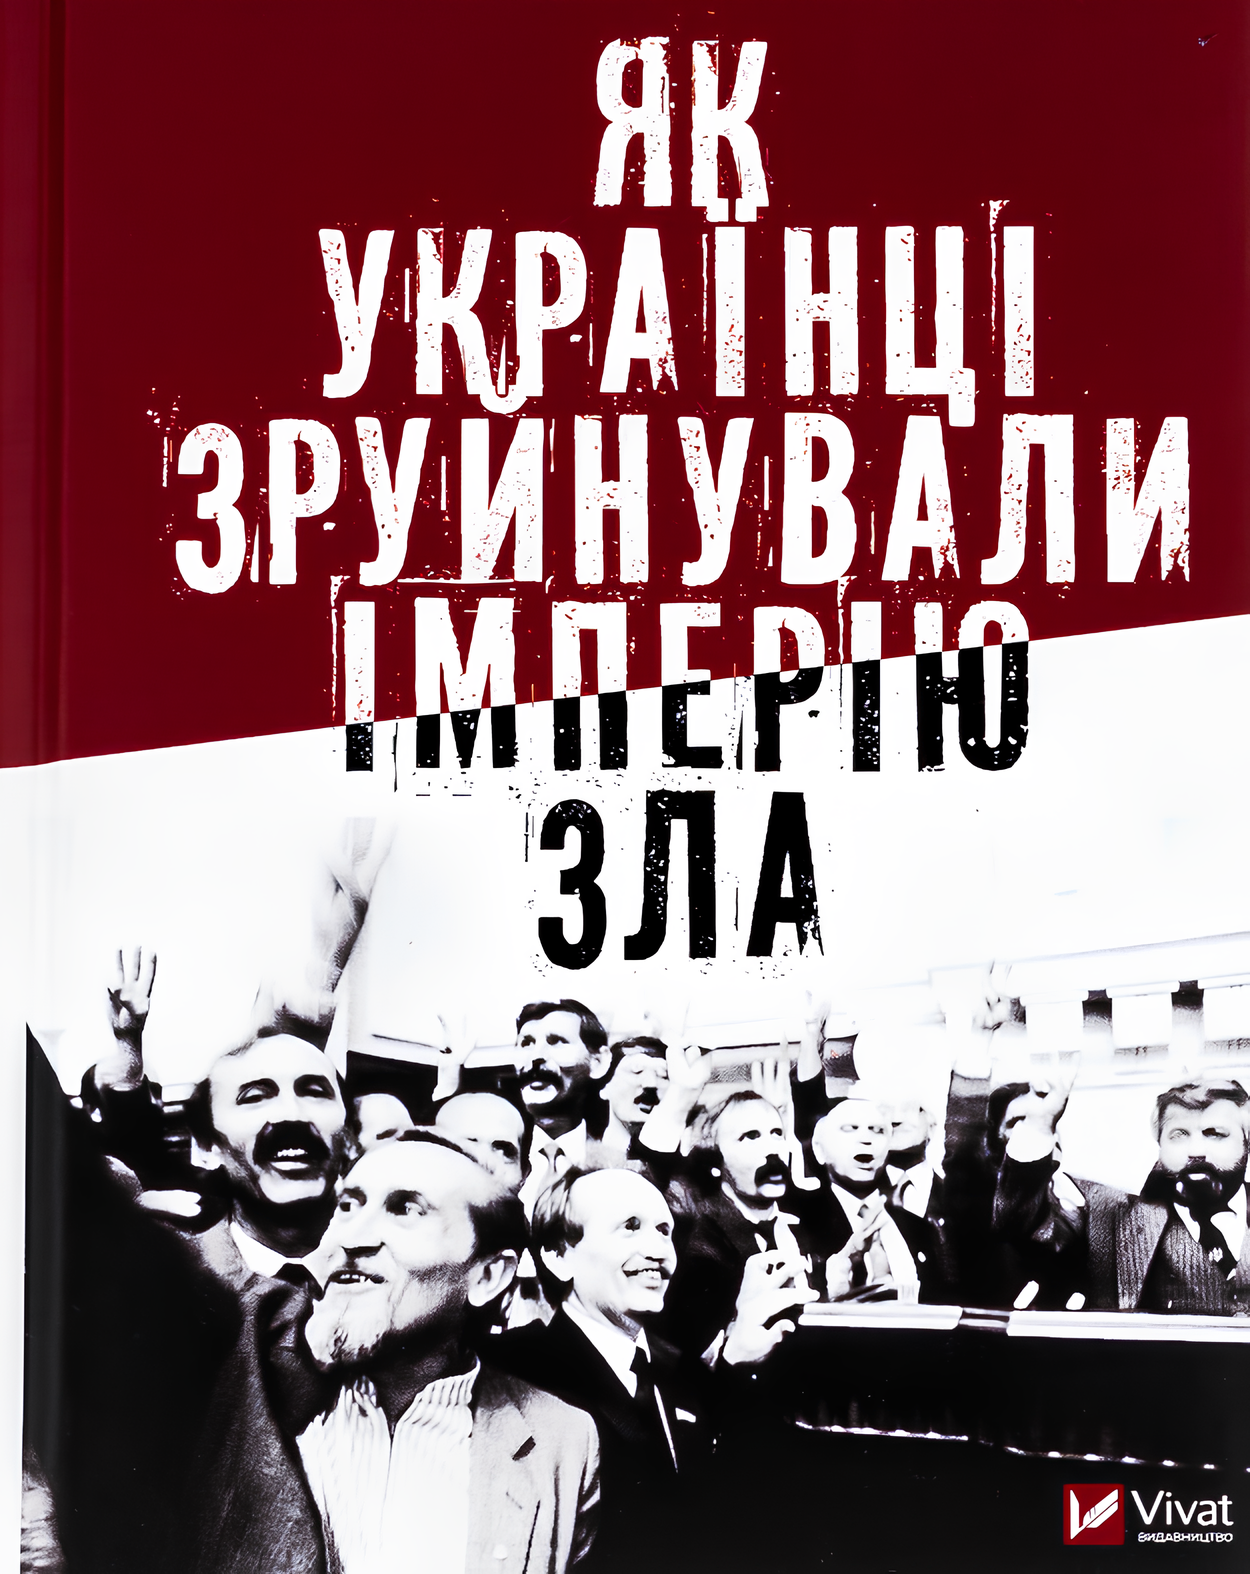 ЯК
УКРАЇНЦІ
ЗРУЙНУВАЛИ
ІМПЕРІЮ
ЗЛА
Vivat
ВИДАВНИЦТВО